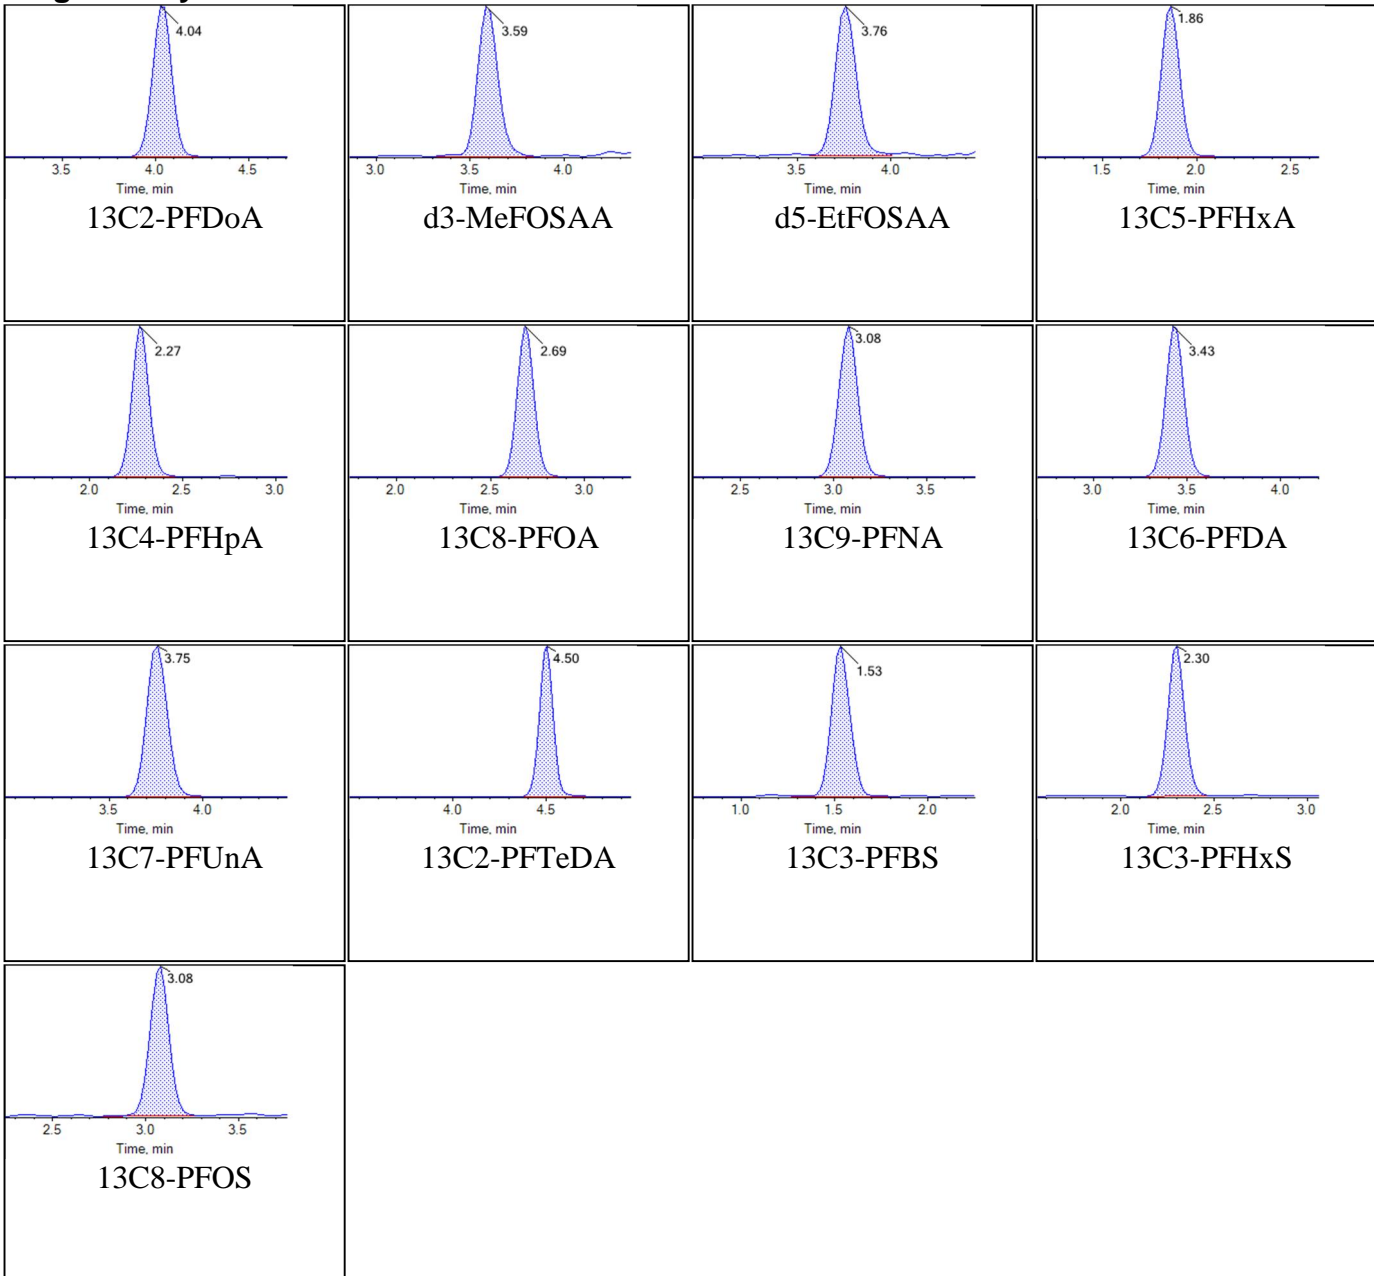 4.04
3.5 4.0 4.5
Time, min
13C2-PFDoA
3.59
3.0 3.5 4.0
Time, min
d3-MeFOSAA
3.76
3.5 4.0
Time, min
d5-EtFOSAA
1.86
1.5 2.0 2.5
Time, min
13C5-PFHxA
2.27
2.0 2.5 3.0
Time, min
13C4-PFHpA
2.69
2.0 2.5 3.0
Time, min
13C8-PFOA
3.08
2.5 3.0 3.5
Time, min
13C9-PFNA
3.43
3.0 3.5 4.0
Time, min
13C6-PFDA
3.75
3.5 4.0
Time, min
13C7-PFUnA
4.50
4.0 4.5
Time, min
13C2-PFTeDA
1.53
1.0 1.5 2.0
Time, min
13C3-PFBS
2.30
2.0 2.5 3.0
Time, min
13C3-PFHxS
3.08
2.5 3.0 3.5
Time, min
13C8-PFOS